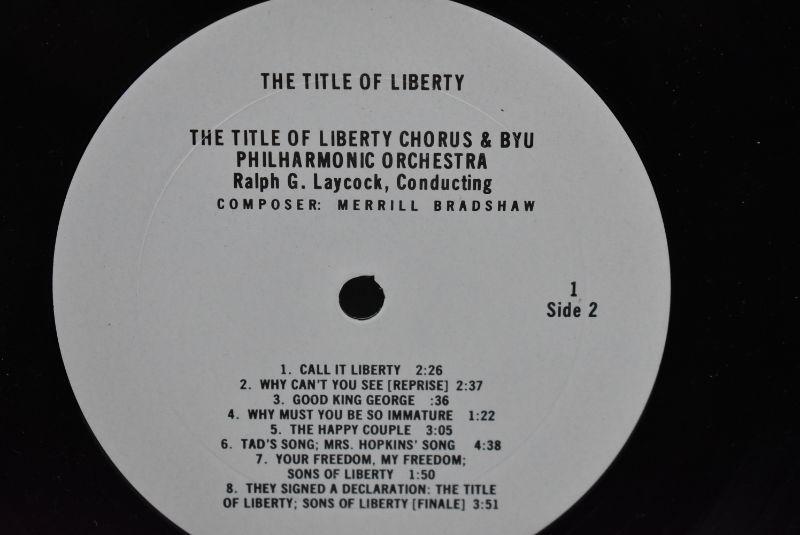 THE TITLE OF LIBERTY
THE TITLE OF LIBERTY CHORUS & BYU
PHILHARMONIC ORCHESTRA
Ralph G. Laycock, Conducting
COMPOSER: MERRILL BRADSHAW
1
Side 2
1. CALL IT LIBERTY 2:26
2. WHY CAN'T YOU SEE [REPRISE] 2:37
3. GOOD KING GEORGE :36
4. WHY MUST YOU BE SO IMMATURE 1:22
5. THE HAPPY COUPLE 3:05
6. TAD'S SONG; MRS. HOPKINS' SONG 4:38
7. YOUR FREEDOM, MY FREEDOM;
SONS OF LIBERTY 1:50
8. THEY SIGNED A DECLARATION: THE TITLE
OF LIBERTY; SONS OF LIBERTY [FINALE] 3:51